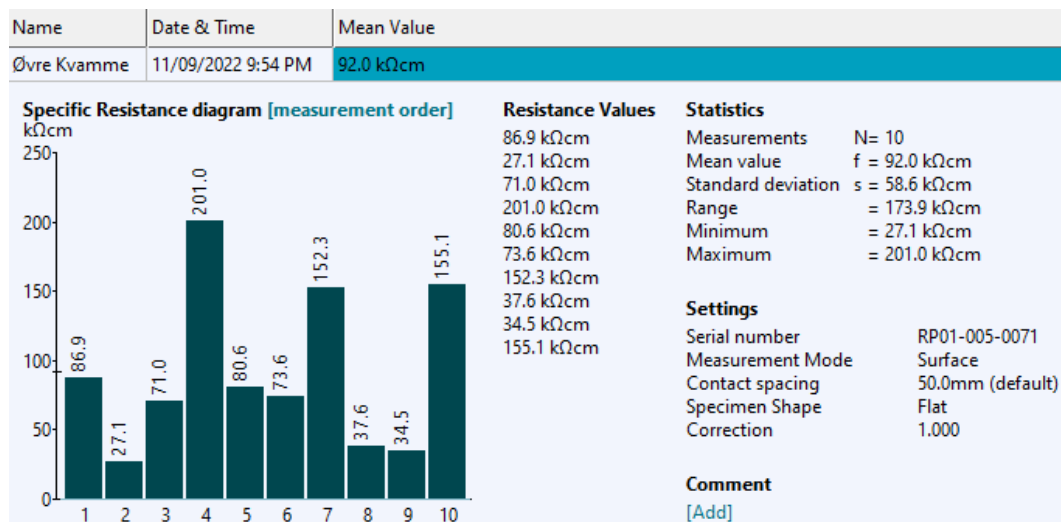 Name Date & Time Mean Value
Øvre Kvamme 11/09/2022 9:54 PM 92.0 kΩcm
Specific Resistance diagram [measurement order]
kΩcm
250
200
150
100
50
0
86.9
27.1
71.0
201.0
80.6
73.6
152.3
37.6
34.5
155.1
1 2 3 4 5 6 7 8 9 10
Resistance Values
86.9 kΩcm
27.1 kΩcm
71.0 kΩcm
201.0 kΩcm
80.6 kΩcm
73.6 kΩcm
152.3 kΩcm
37.6 kΩcm
34.5 kΩcm
155.1 kΩcm
Statistics
Measurements N= 10
Mean value f = 92.0 kΩcm
Standard deviation s = 58.6 kΩcm
Range = 173.9 kΩcm
Minimum = 27.1 kΩcm
Maximum = 201.0 kΩcm
Settings
Serial number RP01-005-0071
Measurement Mode Surface
Contact spacing 50.0mm (default)
Specimen Shape Flat
Correction 1.000
Comment
[Add]